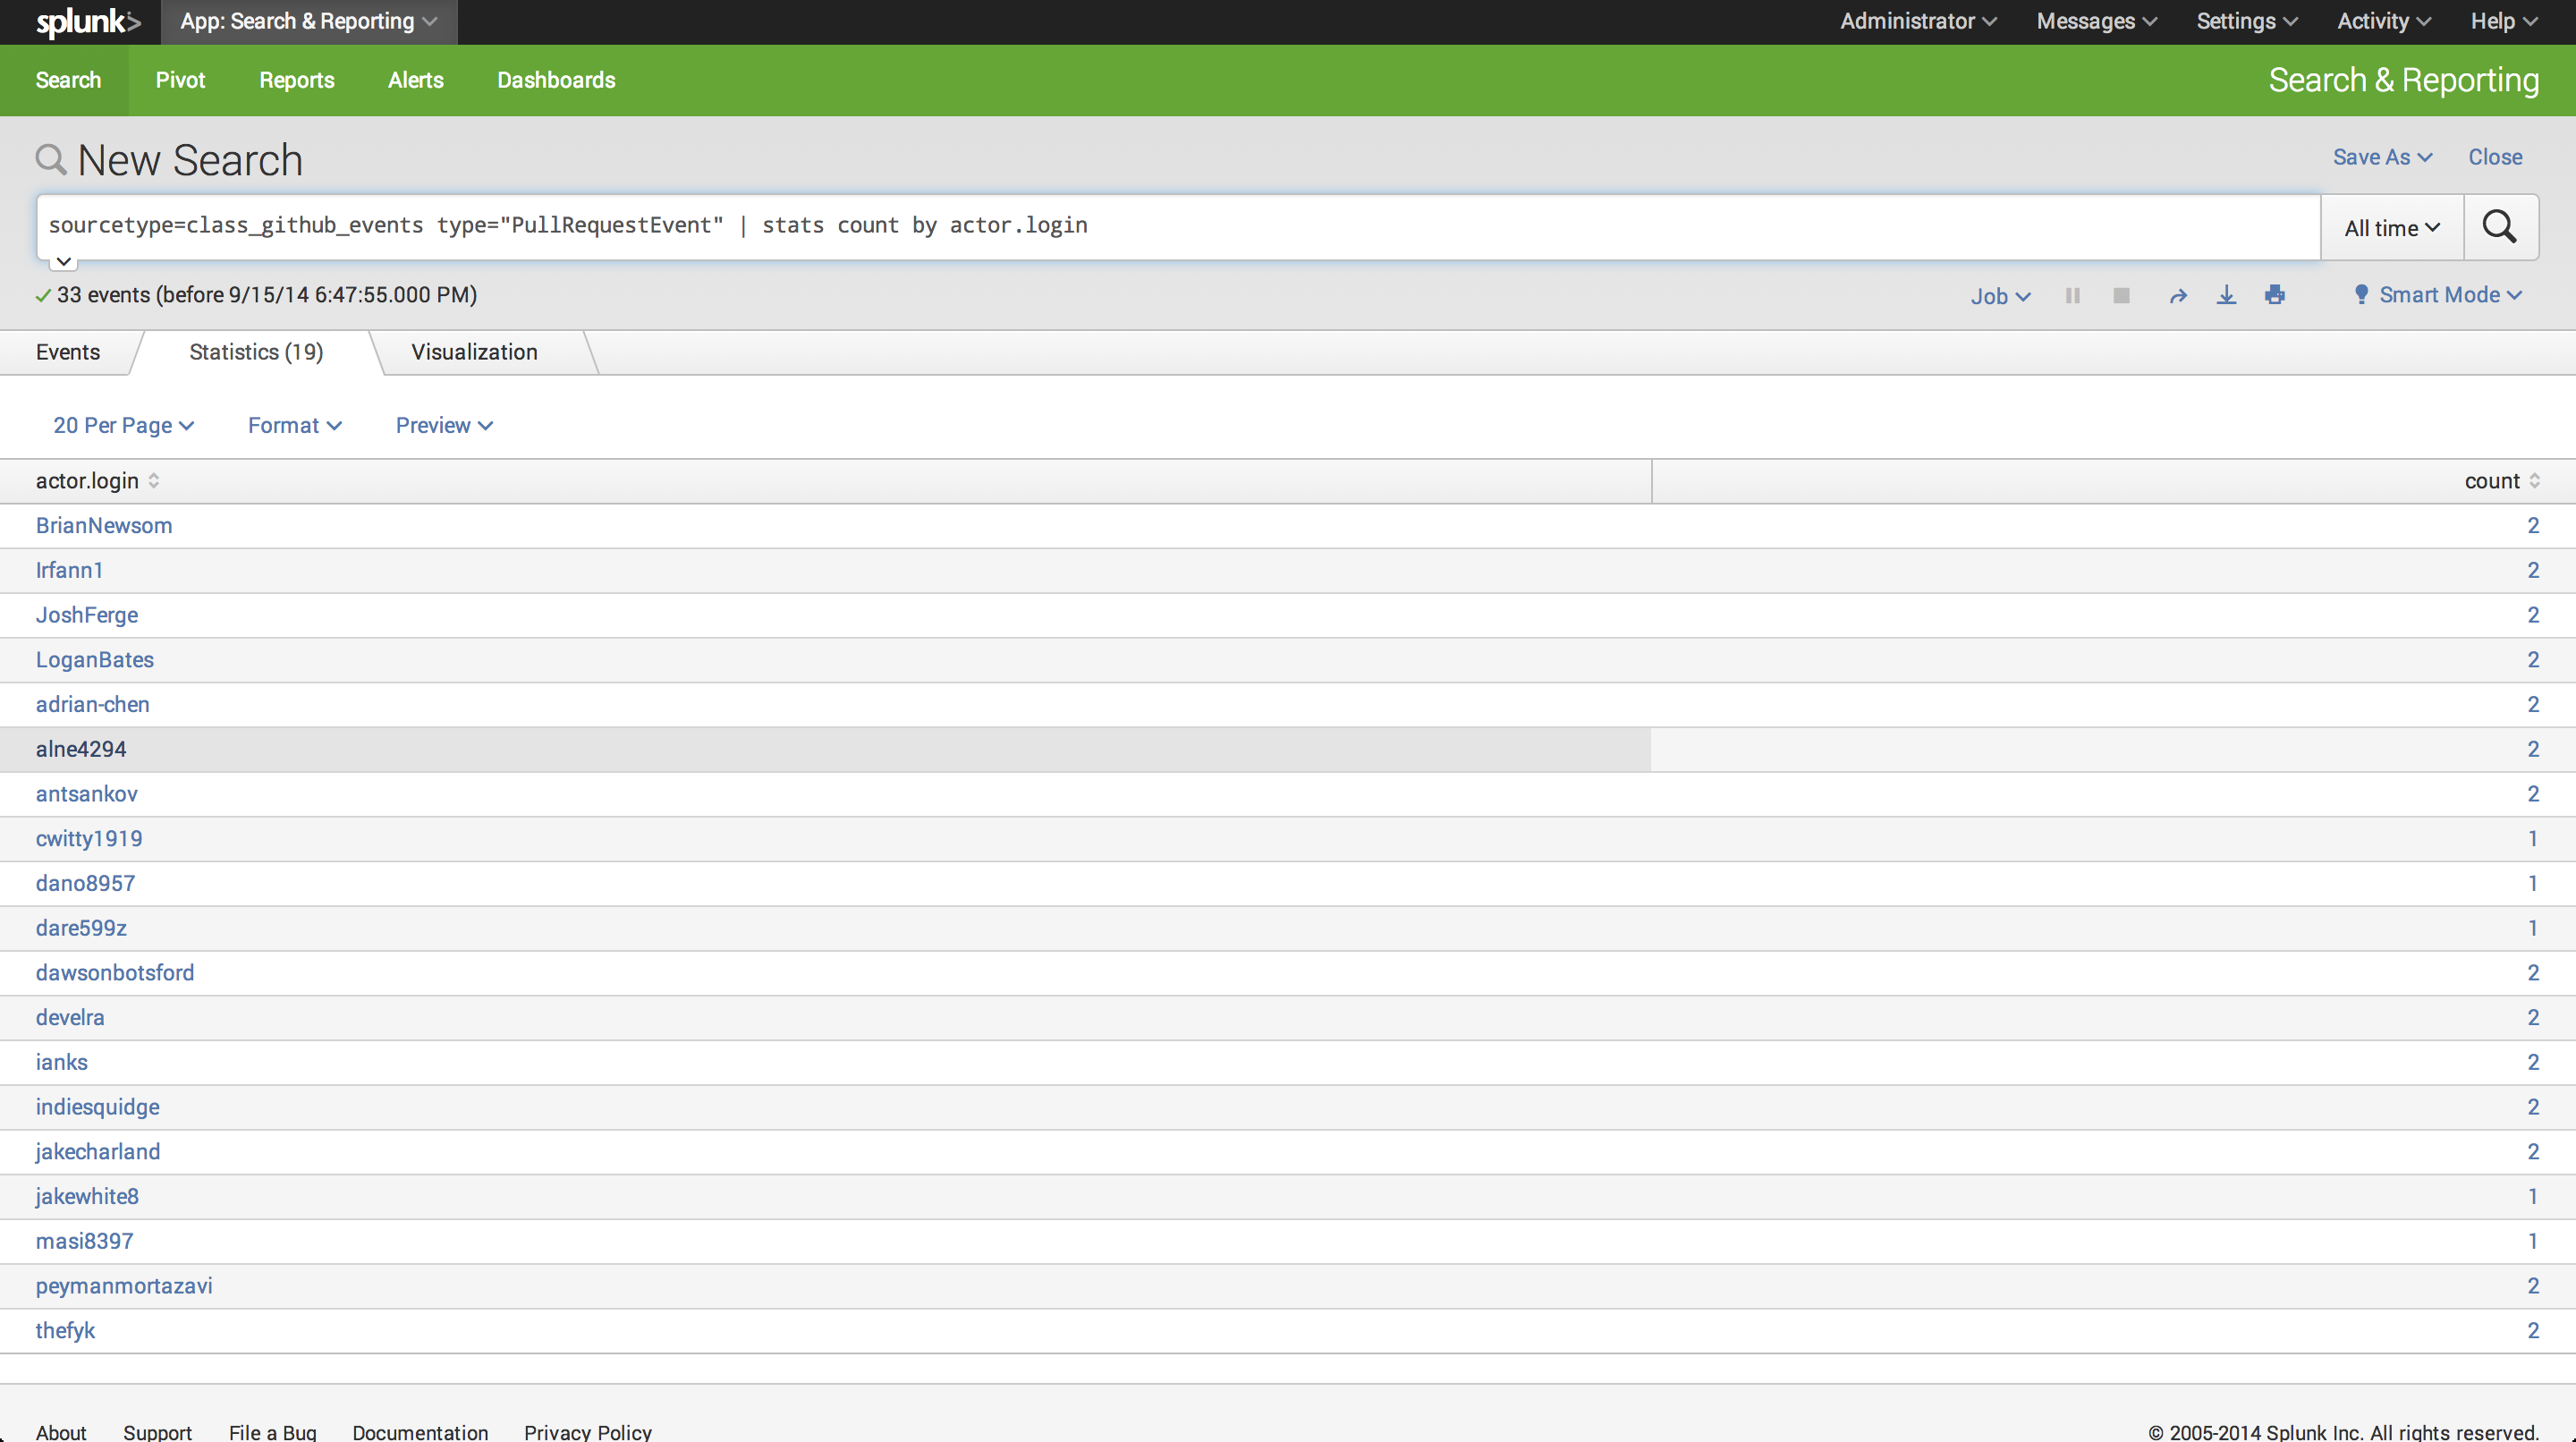 splunk> App: Search & Reporting Administrator Messages Settings Activity Help
Search Pivot Reports Alerts Dashboards Search & Reporting
New Search Save As Close
sourcetype=class_github_events type="PullRequestEvent" | stats count by actor.login All time
33 events (before 9/15/14 6:47:55.000 PM) Job Smart Mode
Events Statistics (19) Visualization
20 Per Page Format Preview
actor.login count
BrianNewsom 2
Irfann1 2
JoshFerge 2
LoganBates 2
adrian-chen 2
alne4294 2
antsankov 2
cwitty1919 1
dano8957 1
dare599z 1
dawsonbotsford 2
develra 2
ianks 2
indiesquidge 2
jakecharland 2
jakewhite8 1
masi8397 1
peymanmortazavi 2
thefyk 2
About Support File a Bug Documentation Privacy Policy © 2005-2014 Splunk Inc. All rights reserved.